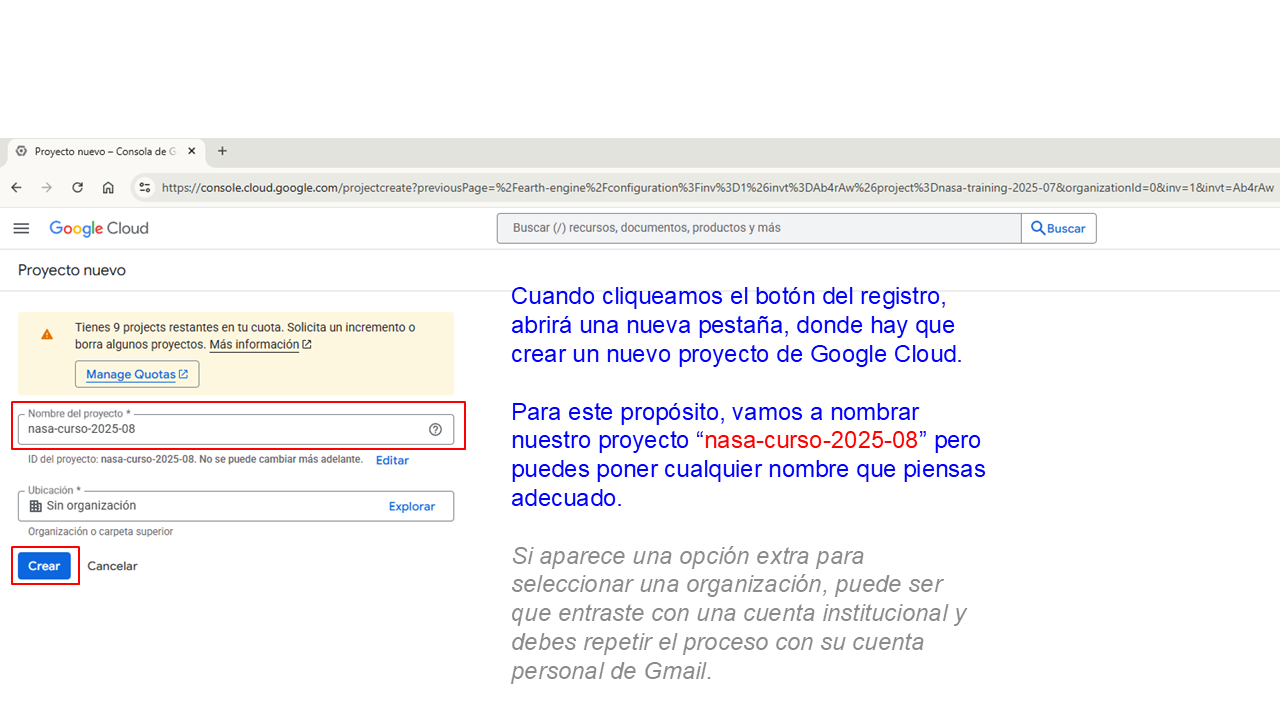 Proyecto nuevo – Consola de G
https://console.cloud.google.com/projectcreate?previousPage=%2Fearth-engine%2Fconfiguration%3Finv%3D1%26invt%3DAb4rAw%26project%3Dnasa-training-2025-07&organizationId=0&inv=1&invt=Ab4rAw
Google Cloud
Buscar (/) recursos, documentos, productos y más
Buscar
Proyecto nuevo
Tienes 9 projects restantes en tu cuota. Solicita un incremento o
borra algunos proyectos. Más información
Manage Quotas
Nombre del proyecto *
nasa-curso-2025-08
ID del proyecto: nasa-curso-2025-08. No se puede cambiar más adelante. Editar
Ubicación *
Sin organización
Explorar
Organización o carpeta superior
Crear
Cancelar
Cuando cliqueamos el botón del registro,
abrirá una nueva pestaña, donde hay que
crear un nuevo proyecto de Google Cloud.
Para este propósito, vamos a nombrar
nuestro proyecto “nasa-curso-2025-08” pero
puedes poner cualquier nombre que piensas
adecuado.
Si aparece una opción extra para
seleccionar una organización, puede ser
que entraste con una cuenta institucional y
debes repetir el proceso con su cuenta
personal de Gmail.